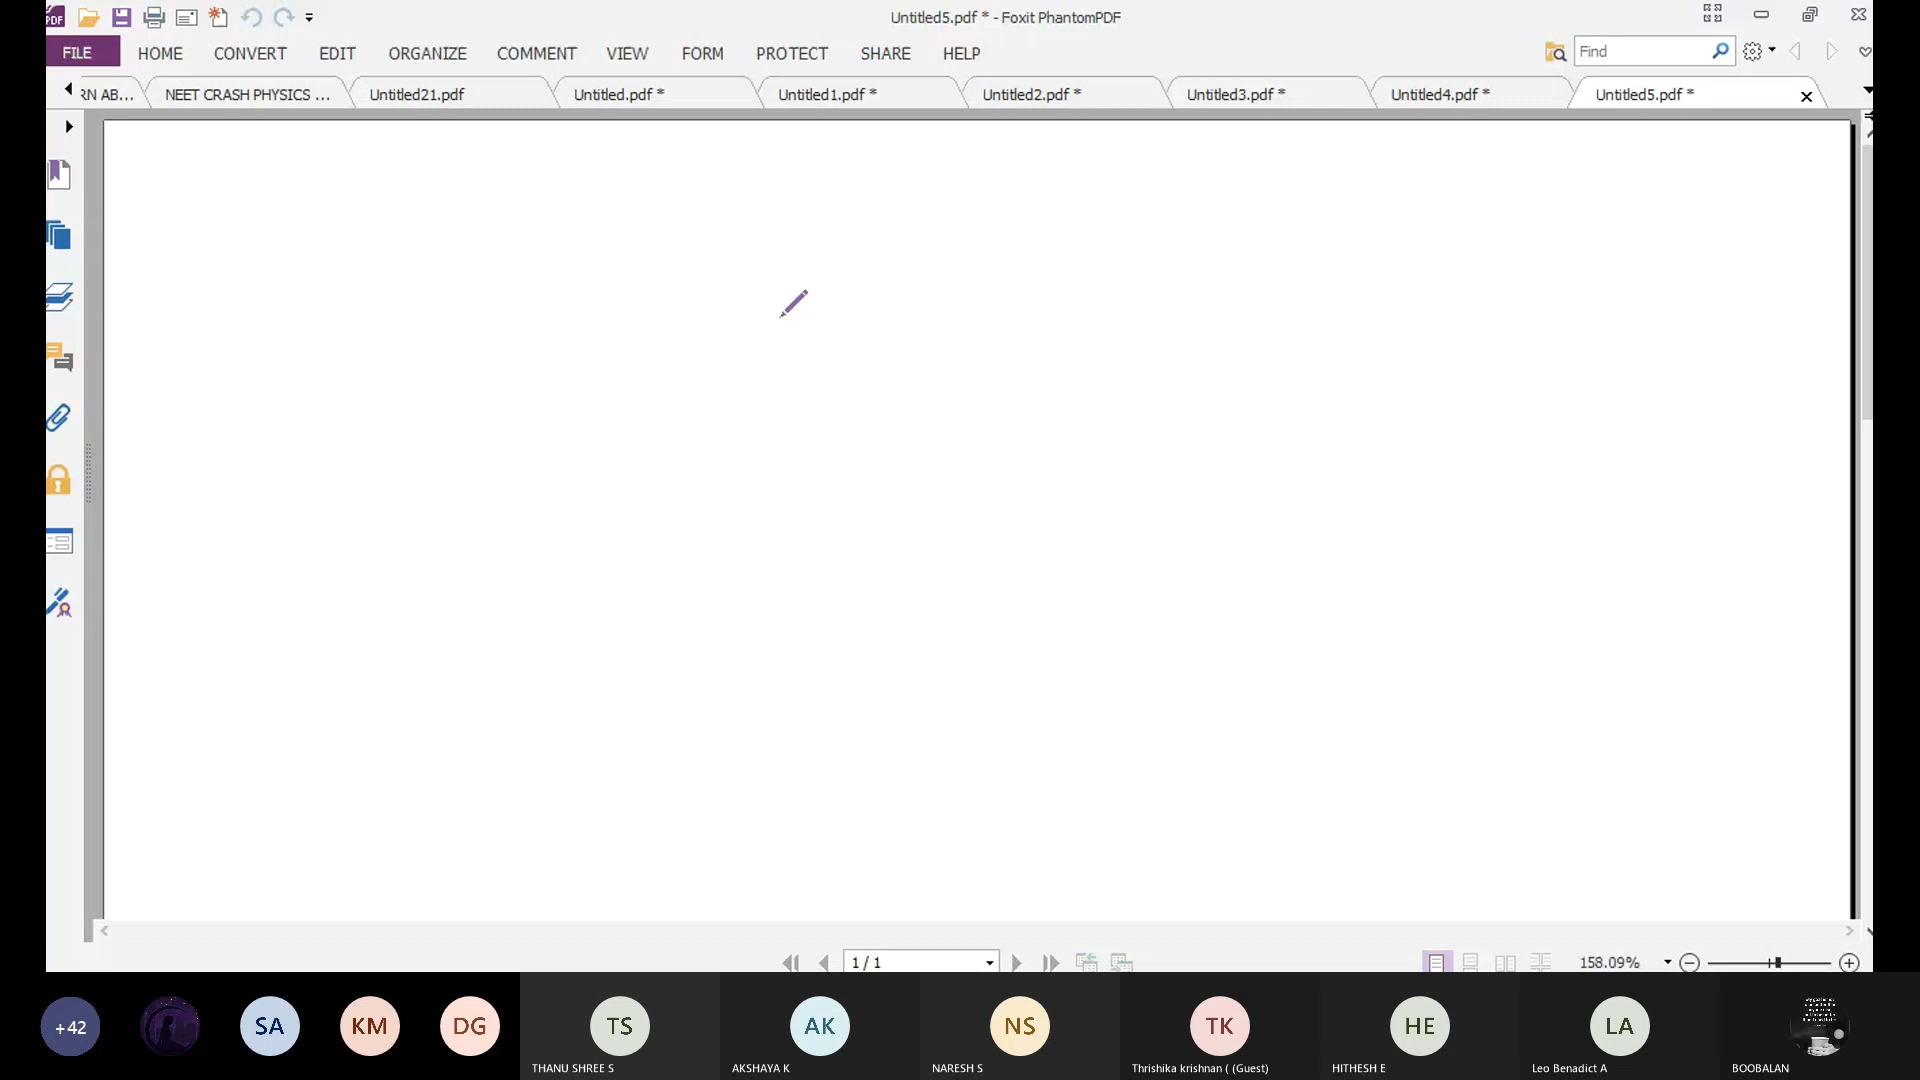 PDF
Untitled5.pdf * - Foxit PhantomPDF
FILE HOME CONVERT EDIT ORGANIZE COMMENT VIEW FORM PROTECT SHARE HELP Find
RN AB... NEET CRASH PHYSICS ... Untitled21.pdf Untitled.pdf * Untitled1.pdf * Untitled2.pdf * Untitled3.pdf * Untitled4.pdf * Untitled5.pdf *
1 / 1 158.09%
+42 SA KM DG TS AK NS TK HE LA
THANU SHREE S AKSHAYA K NARESH S Thrishika krishnan ( (Guest) HITHESH E Leo Benadict A BOOBALAN